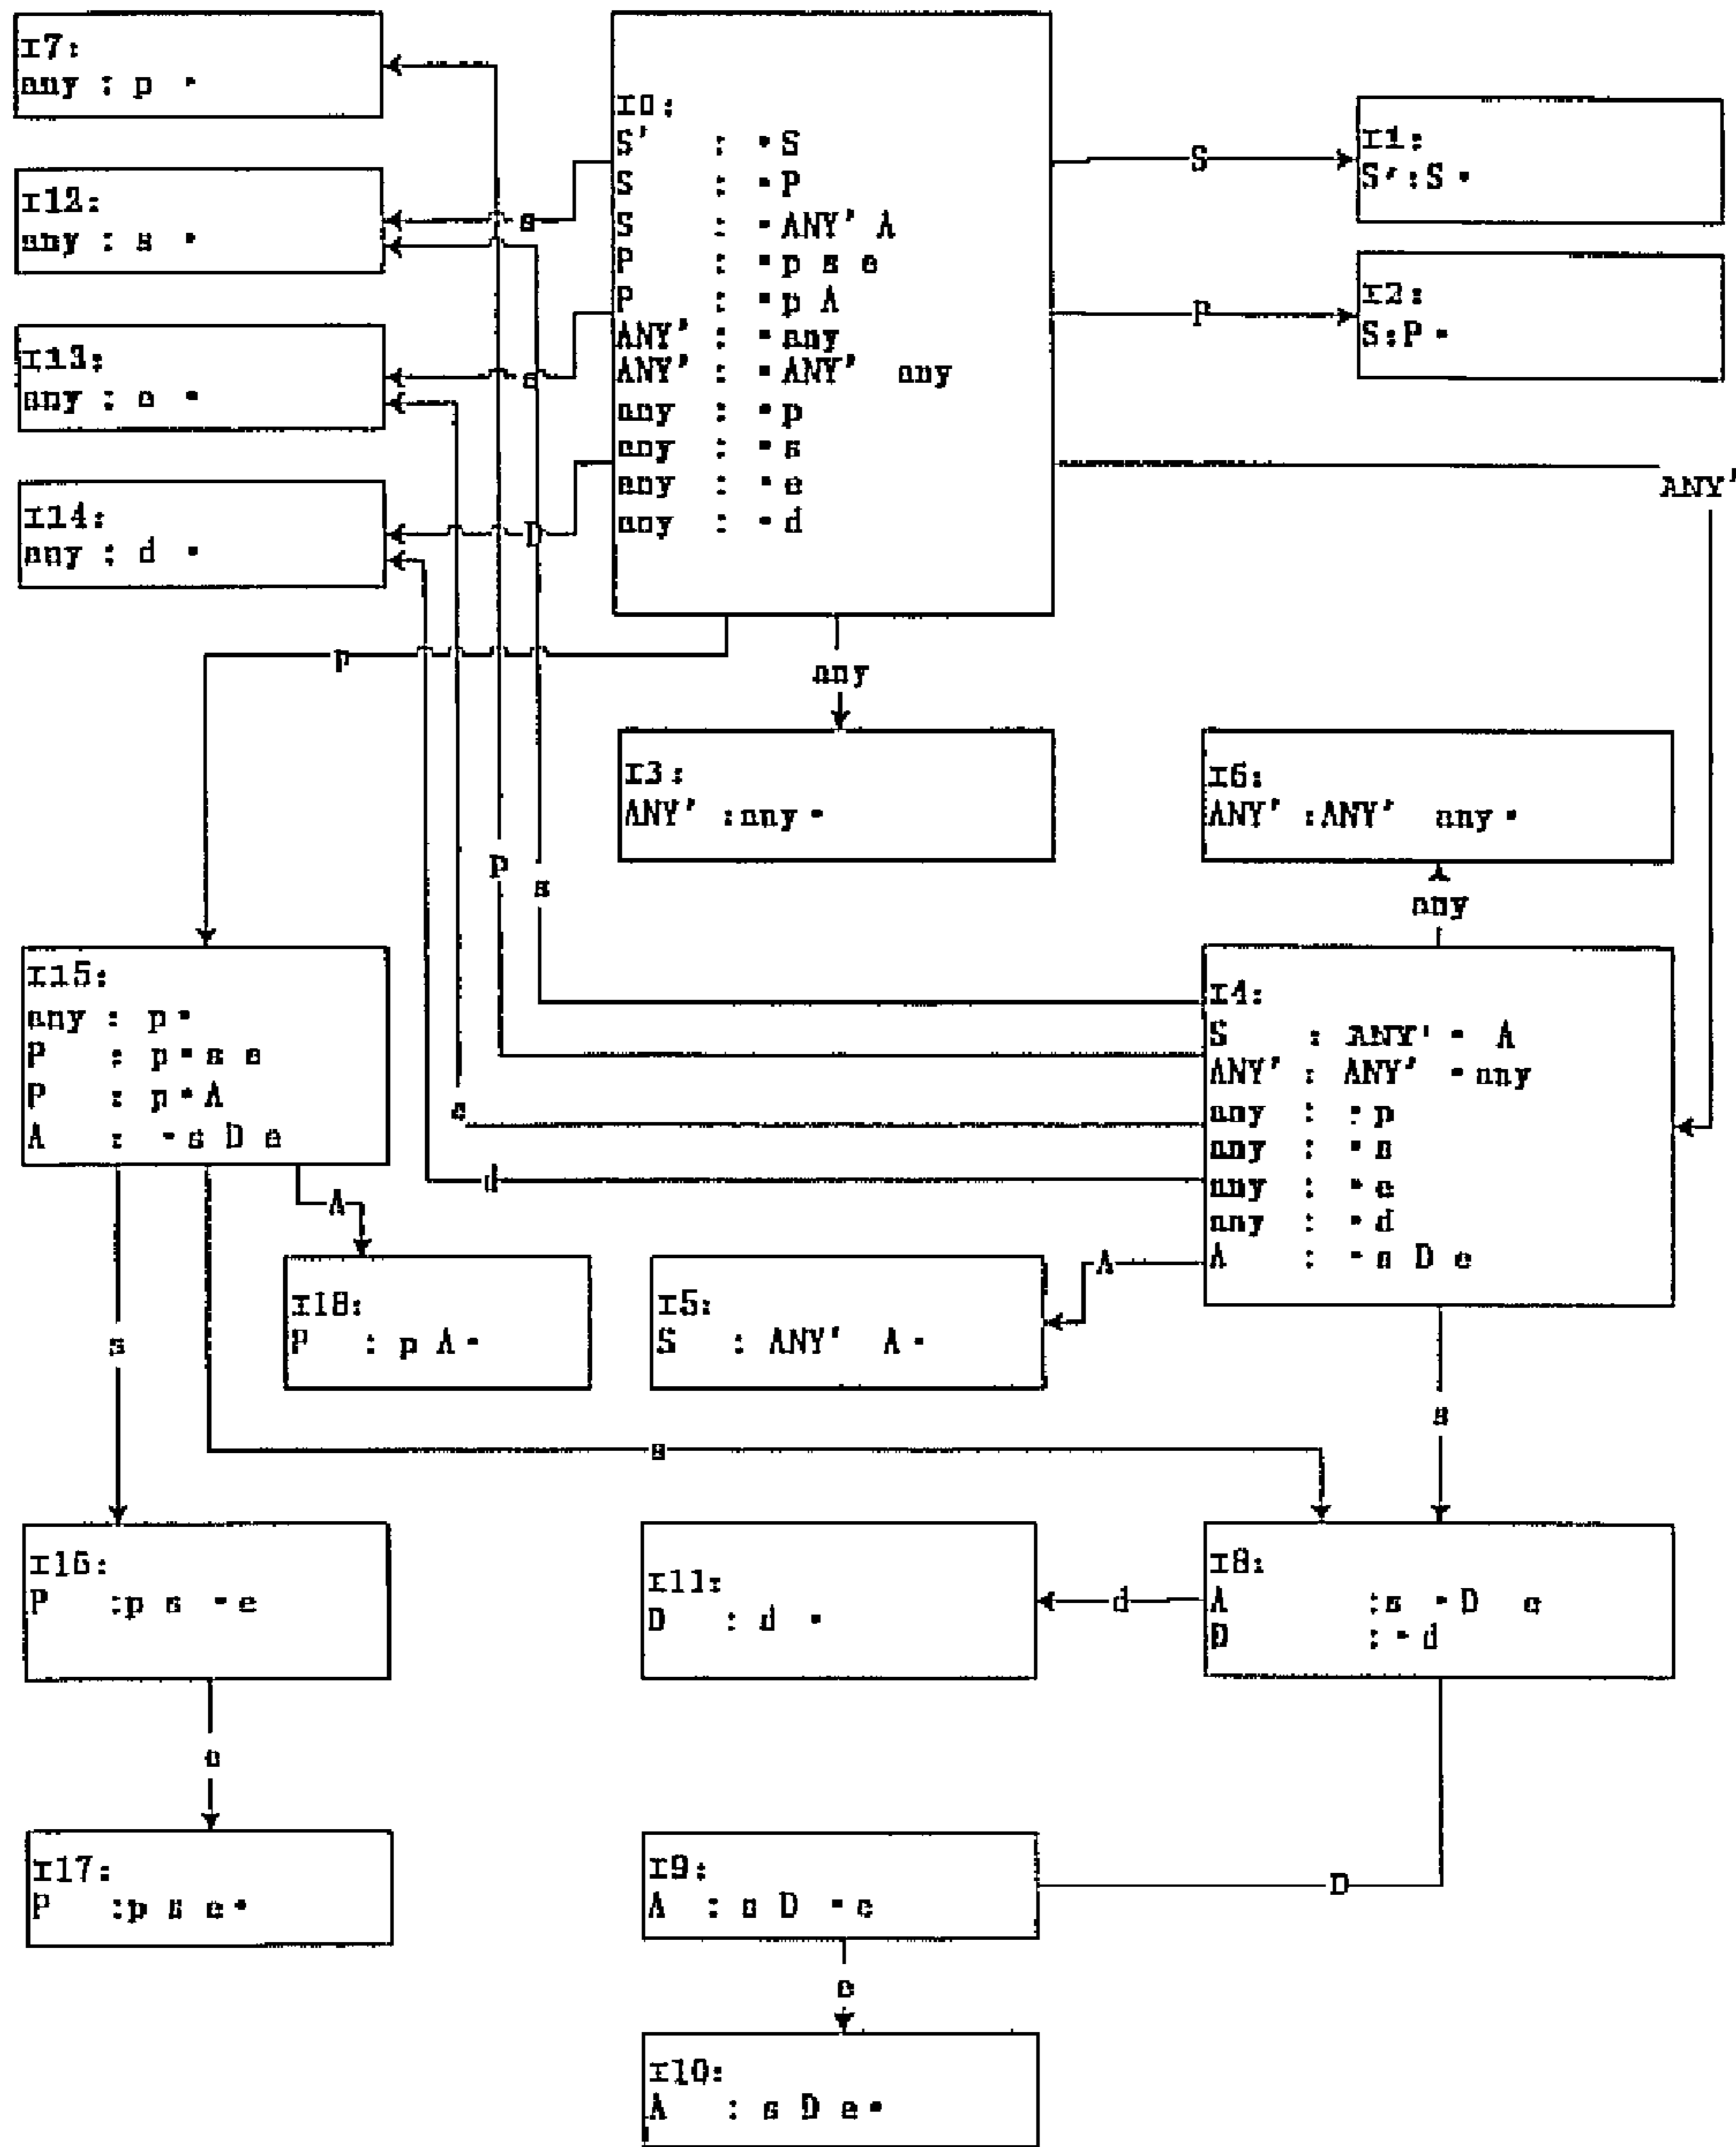 I7:
any : p •
I12:
any : s •
I13:
any : e •
I14:
any : d •
I0:
S' : •S
S : •P
S : •ANY' A
P : •p s e
P : •p A
ANY' : •any
ANY' : •ANY' any
any : •p
any : •s
any : •e
any : •d
I1:
S':S•
I2:
S:P•
S
P
ANY'
s
e
D
p
any
I3:
ANY' :any•
I6:
ANY' :ANY' any•
any
p
s
e
d
I15:
any : p•
P : p•s e
P : p•A
A : •s D e
I4:
S : ANY'• A
ANY' : ANY' •any
any : :p
any : •s
any : •e
any : •d
A : •s D e
A
I18:
P : p A•
I5:
S : ANY' A•
A
s
s
s
I16:
P :p s •e
I11:
D : d •
d
I8:
A :s •D e
D :•d
e
I17:
P :p s e•
I9:
A : s D •e
D
e
I10:
A : s D e•